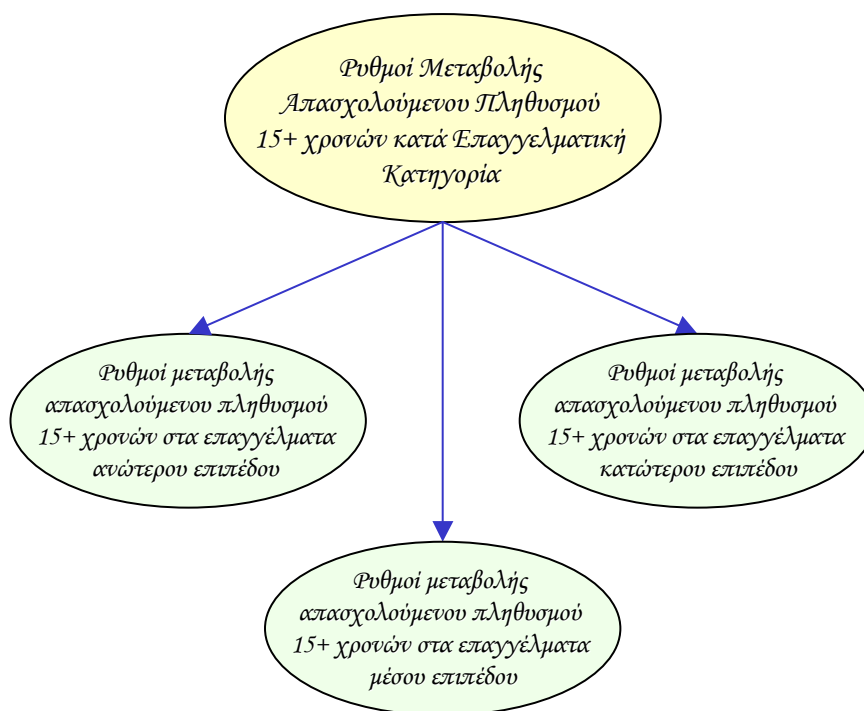 Ρυθμοί Μεταβολής
Απασχολούμενου Πληθυσμού
15+ χρονών κατά Επαγγελματική
Κατηγορία
Ρυθμοί μεταβολής
απασχολούμενου πληθυσμού
15+ χρονών στα επαγγέλματα
ανώτερου επιπέδου
Ρυθμοί μεταβολής
απασχολούμενου πληθυσμού
15+ χρονών στα επαγγέλματα
κατώτερου επιπέδου
Ρυθμοί μεταβολής
απασχολούμενου πληθυσμού
15+ χρονών στα επαγγέλματα
μέσου επιπέδου